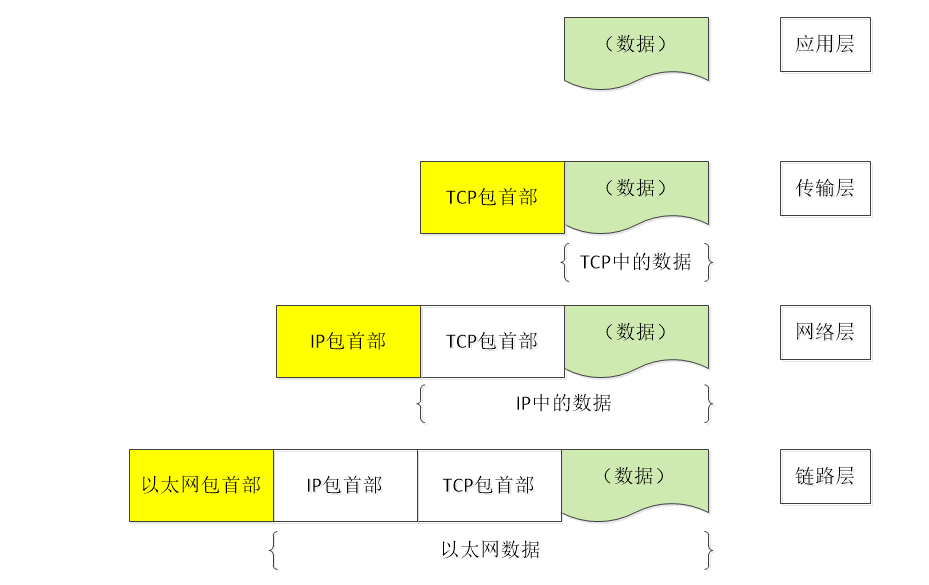 （数据）
应用层
TCP包首部
（数据）
传输层
TCP中的数据
IP包首部
TCP包首部
（数据）
网络层
IP中的数据
以太网包首部
IP包首部
TCP包首部
（数据）
链路层
以太网数据